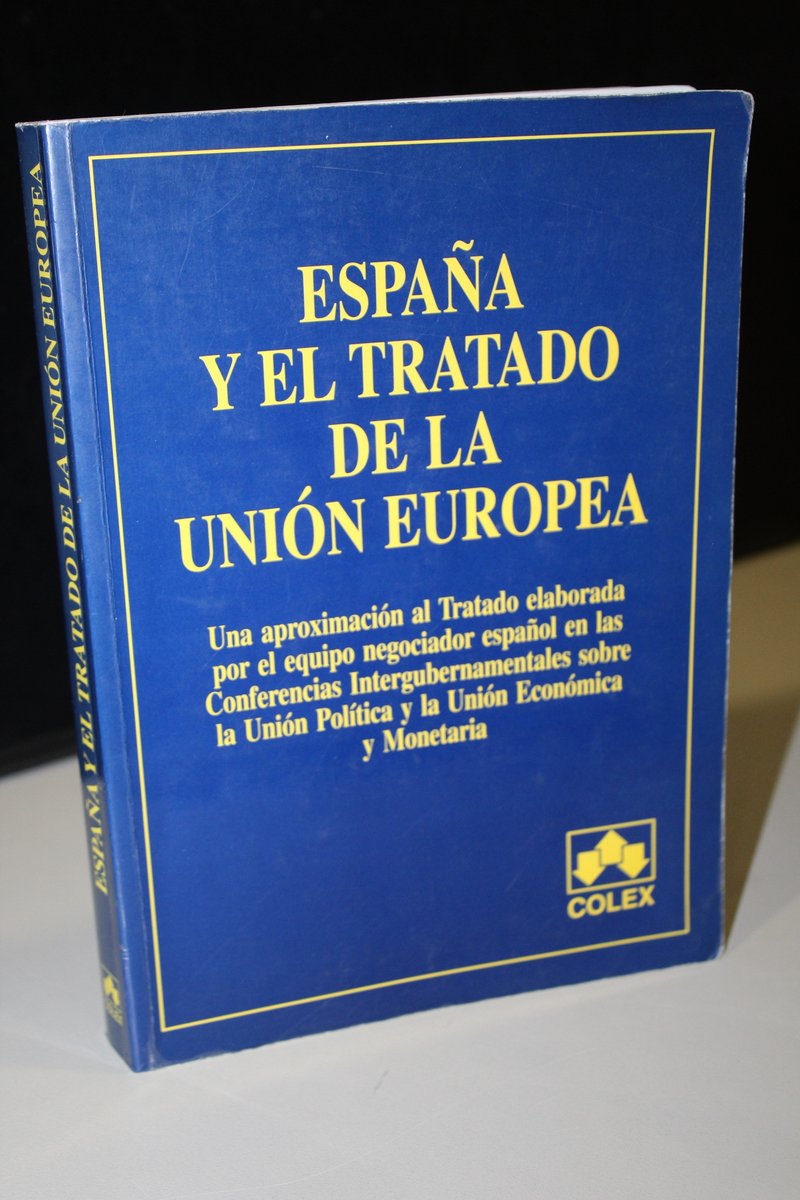 ESPAÑA
Y EL TRATADO
DE LA
UNIÓN EUROPEA
Una aproximación al Tratado elaborada
por el equipo negociador español en las
Conferencias Intergubernamentales sobre
la Unión Política y la Unión Económica
y Monetaria
COLEX
ESPAÑA Y EL TRATADO DE LA UNIÓN EUROPEA
COLEX